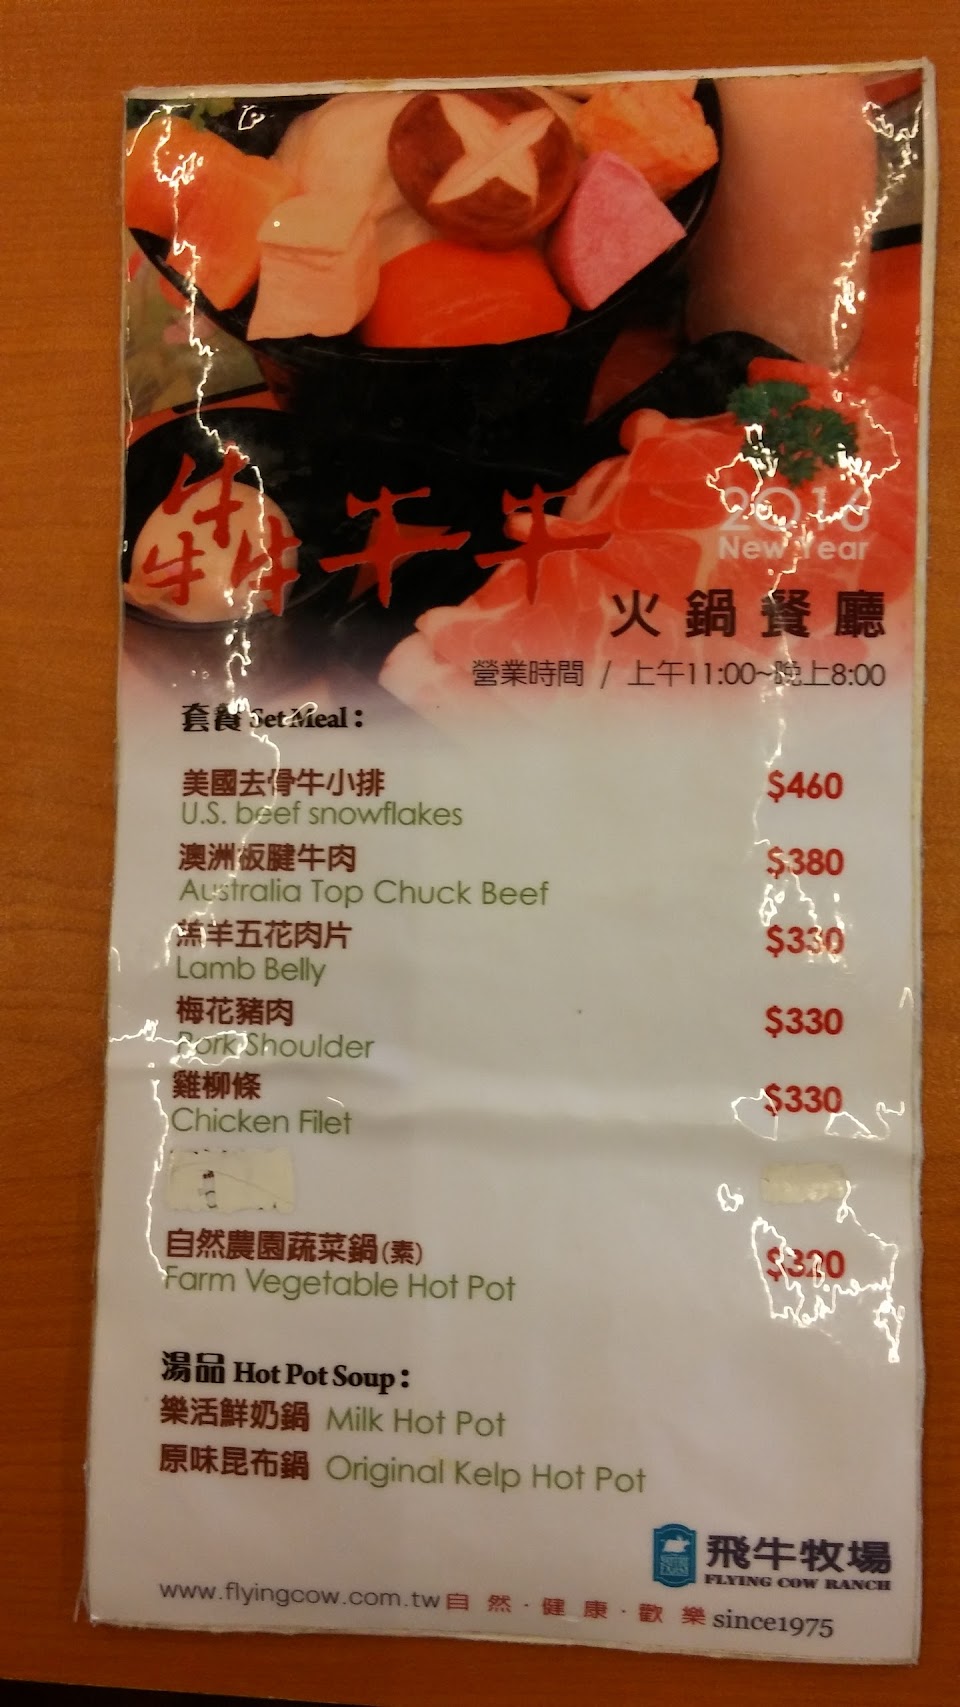 犇牛牛
2016
New Year
火鍋餐廳
營業時間 / 上午11:00~晚上8:00
套餐 Set Meal：
美國去骨牛小排 $460
U.S. beef snowflakes
澳洲板腱牛肉 $380
Australia Top Chuck Beef
羔羊五花肉片 $330
Lamb Belly
梅花豬肉 $330
Pork Shoulder
雞柳條 $330
Chicken Filet
自然農園蔬菜鍋(素) $320
Farm Vegetable Hot Pot
湯品 Hot Pot Soup：
樂活鮮奶鍋 Milk Hot Pot
原味昆布鍋 Original Kelp Hot Pot
飛牛牧場
FLYING COW RANCH
www.flyingcow.com.tw 自然·健康·歡樂 since1975